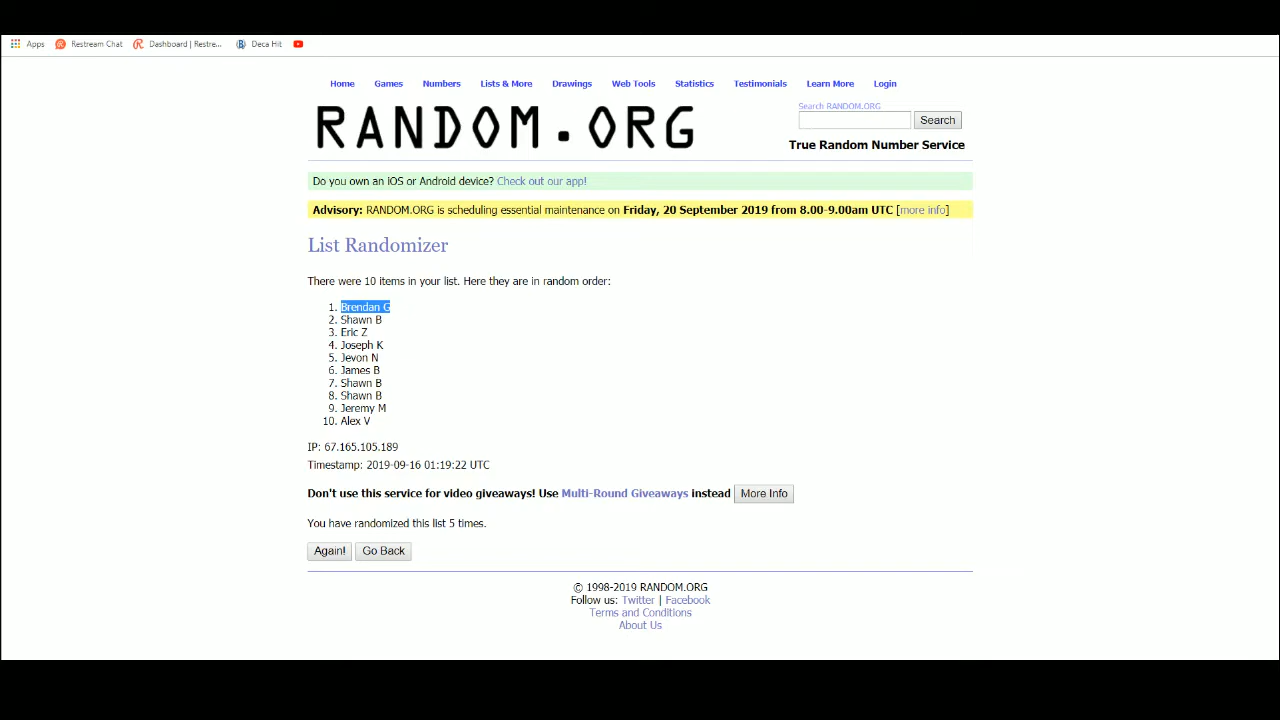 Apps Restream Chat Dashboard | Restre... Deca Hit
Home Games Numbers Lists & More Drawings Web Tools Statistics Testimonials Learn More Login
RANDOM.ORG
Search RANDOM.ORG
Search
True Random Number Service
Do you own an iOS or Android device? Check out our app!
Advisory: RANDOM.ORG is scheduling essential maintenance on Friday, 20 September 2019 from 8.00-9.00am UTC [more info]
List Randomizer
There were 10 items in your list. Here they are in random order:
1. Brendan G
2. Shawn B
3. Eric Z
4. Joseph K
5. Jevon N
6. James B
7. Shawn B
8. Shawn B
9. Jeremy M
10. Alex V
IP: 67.165.105.189
Timestamp: 2019-09-16 01:19:22 UTC
Don't use this service for video giveaways! Use Multi-Round Giveaways instead More Info
You have randomized this list 5 times.
Again! Go Back
© 1998-2019 RANDOM.ORG
Follow us: Twitter | Facebook
Terms and Conditions
About Us